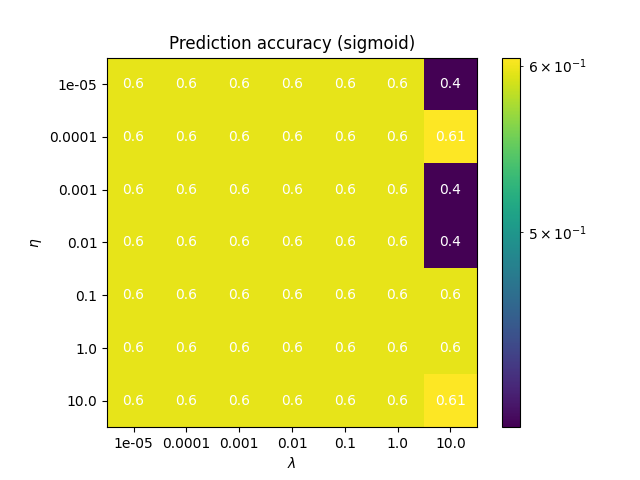 Prediction accuracy (sigmoid)
1e-05 0.6 0.6 0.6 0.6 0.6 0.6 0.4
0.0001 0.6 0.6 0.6 0.6 0.6 0.6 0.61
0.001 0.6 0.6 0.6 0.6 0.6 0.6 0.4
0.01 0.6 0.6 0.6 0.6 0.6 0.6 0.4
0.1 0.6 0.6 0.6 0.6 0.6 0.6 0.6
1.0 0.6 0.6 0.6 0.6 0.6 0.6 0.6
10.0 0.6 0.6 0.6 0.6 0.6 0.6 0.61
η
1e-05 0.0001 0.001 0.01 0.1 1.0 10.0
λ
6 × 10⁻¹
5 × 10⁻¹